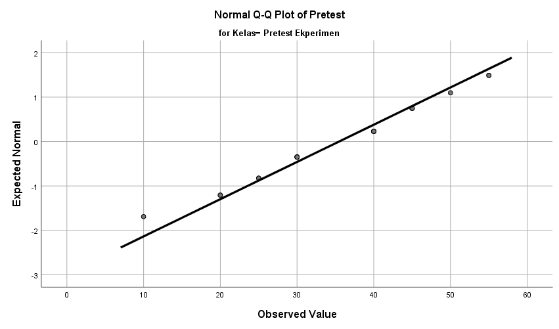 Normal Q-Q Plot of Pretest
for Kelas= Pretest Ekperimen
Expected Normal
2
1
0
-1
-2
-3
0 10 20 30 40 50 60
Observed Value